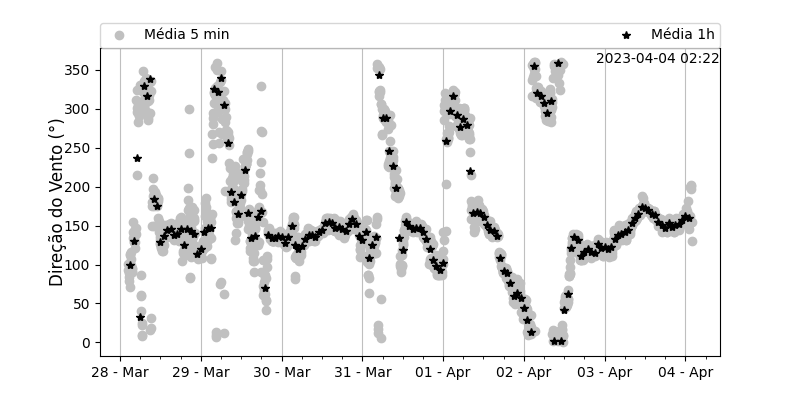 Média 5 min
Média 1h
2023-04-04 02:22
Direção do Vento (°)
350
300
250
200
150
100
50
0
28 - Mar
29 - Mar
30 - Mar
31 - Mar
01 - Apr
02 - Apr
03 - Apr
04 - Apr